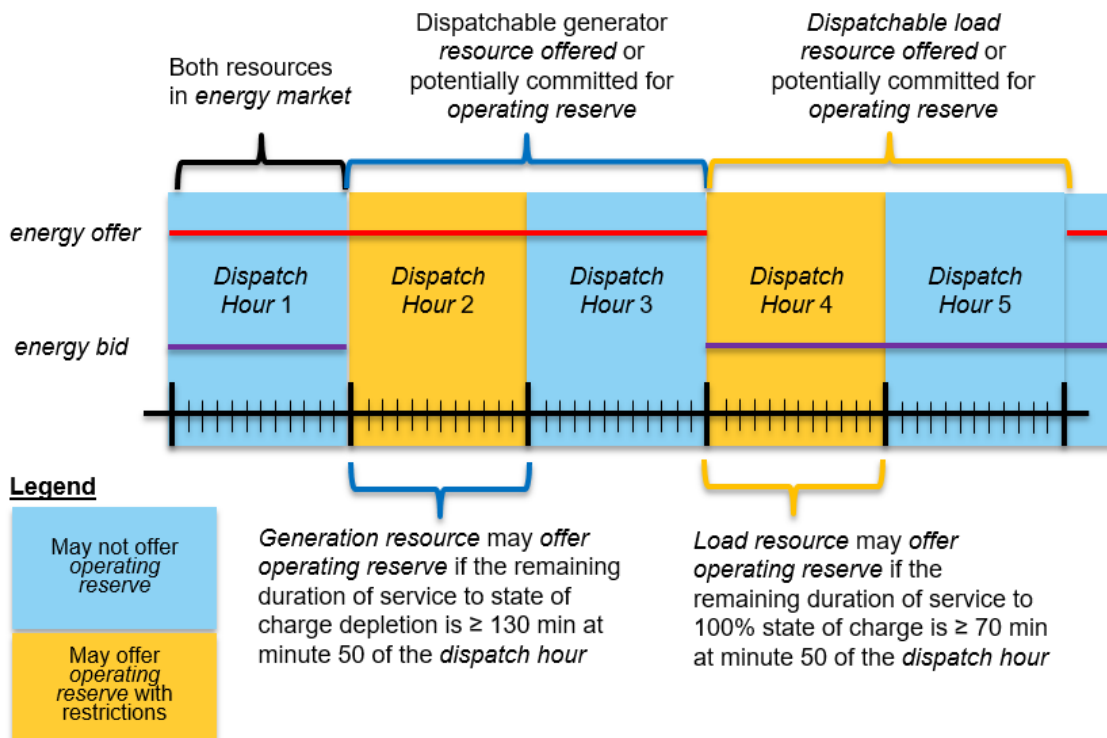 Both resources
in energy market
Dispatchable generator
resource offered or
potentially committed for
operating reserve
Dispatchable load
resource offered or
potentially committed for
operating reserve
energy offer
Dispatch
Hour 1
Dispatch
Hour 2
Dispatch
Hour 3
Dispatch
Hour 4
Dispatch
Hour 5
energy bid
Legend
May not offer
operating
reserve
May offer
operating
reserve with
restrictions
Generation resource may offer
operating reserve if the remaining
duration of service to state of
charge depletion is ≥ 130 min at
minute 50 of the dispatch hour
Load resource may offer
operating reserve if the
remaining duration of service to
100% state of charge is ≥ 70 min
at minute 50 of the dispatch hour